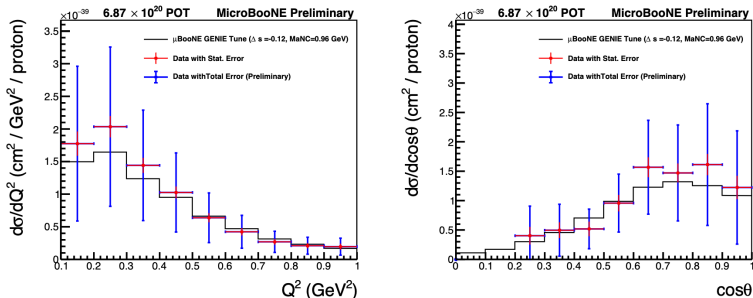 ×10⁻³⁹ 6.87 × 10²⁰ POT MicroBooNE Preliminary
μBooNE GENIE Tune (Δ s =-0.12, MaNC=0.96 GeV)
Data with Stat. Error
Data withTotal Error (Preliminary)
dσ/dQ² (cm² / GeV² / proton)
3.5
3
2.5
2
1.5
1
0.5
0
0.1 0.2 0.3 0.4 0.5 0.6 0.7 0.8 0.9 1
Q² (GeV²)
×10⁻³⁹ 6.87 × 10²⁰ POT MicroBooNE Preliminary
μBooNE GENIE Tune (Δ s =-0.12, MaNC=0.96 GeV)
Data with Stat. Error
Data withTotal Error (Preliminary)
dσ/dcosθ (cm² / proton)
4
3.5
3
2.5
2
1.5
1
0.5
0
0 0.1 0.2 0.3 0.4 0.5 0.6 0.7 0.8 0.9 1
cosθ